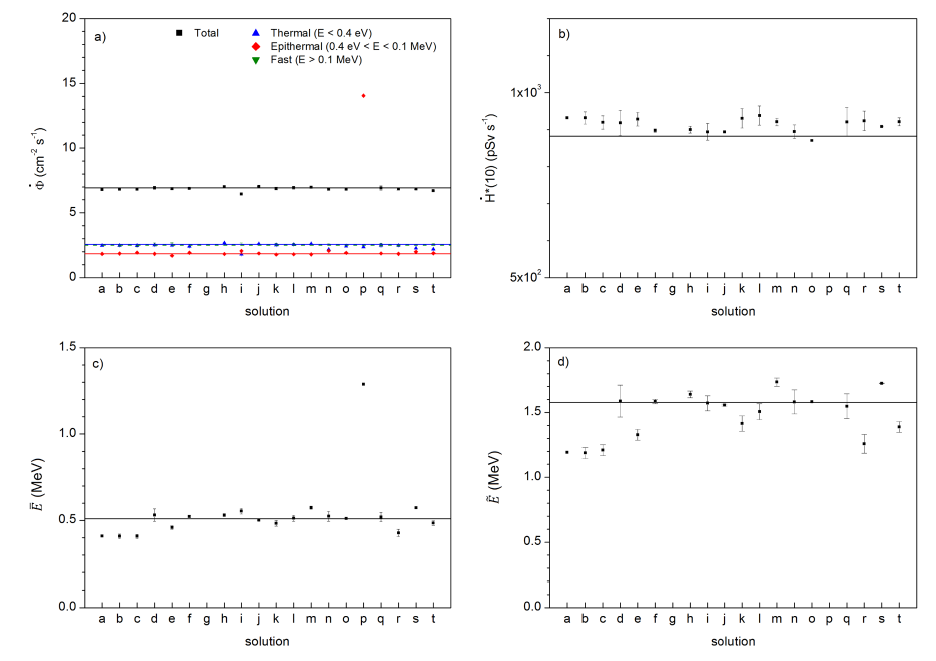 a)
Total
Thermal (E < 0.4 eV)
Epithermal (0.4 eV < E < 0.1 MeV)
Fast (E > 0.1 MeV)
20
15
10
5
0
Φ̇ (cm⁻² s⁻¹)
a b c d e f g h i j k l m n o p q r s t
solution
b)
1x10³
5x10²
Ḣ*(10) (pSv s⁻¹)
a b c d e f g h i j k l m n o p q r s t
solution
c)
1.5
1.0
0.5
0.0
E̅ (MeV)
a b c d e f g h i j k l m n o p q r s t
solution
d)
2.0
1.5
1.0
0.5
0.0
Ẽ (MeV)
a b c d e f g h i j k l m n o p q r s t
solution